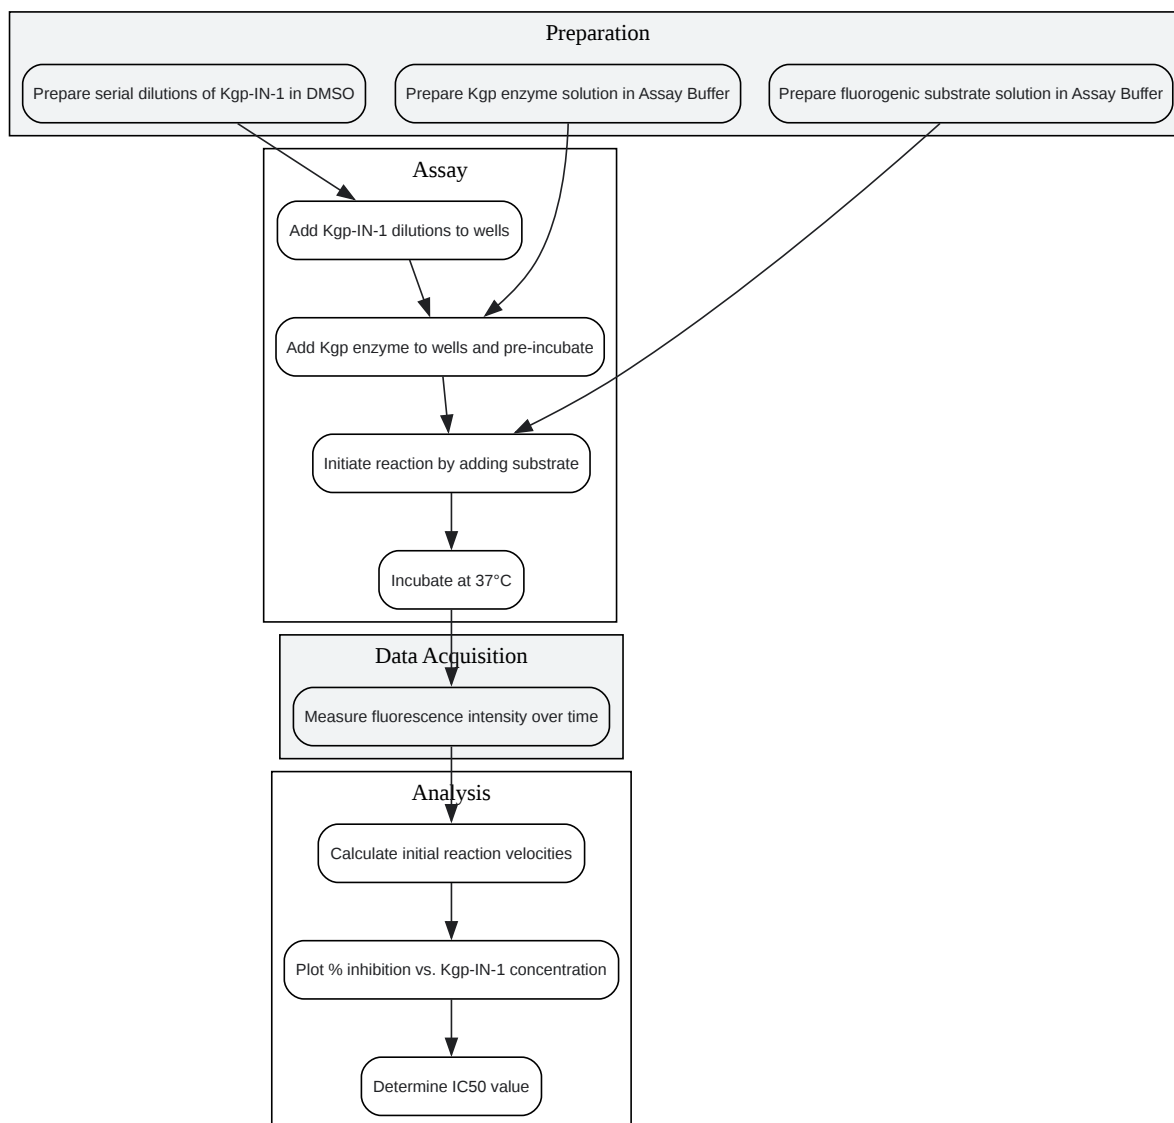 Preparation
Prepare serial dilutions of Kgp-IN-1 in DMSO
Prepare Kgp enzyme solution in Assay Buffer
Prepare fluorogenic substrate solution in Assay Buffer
Assay
Add Kgp-IN-1 dilutions to wells
Add Kgp enzyme to wells and pre-incubate
Initiate reaction by adding substrate
Incubate at 37°C
Data Acquisition
Measure fluorescence intensity over time
Analysis
Calculate initial reaction velocities
Plot % inhibition vs. Kgp-IN-1 concentration
Determine IC50 value